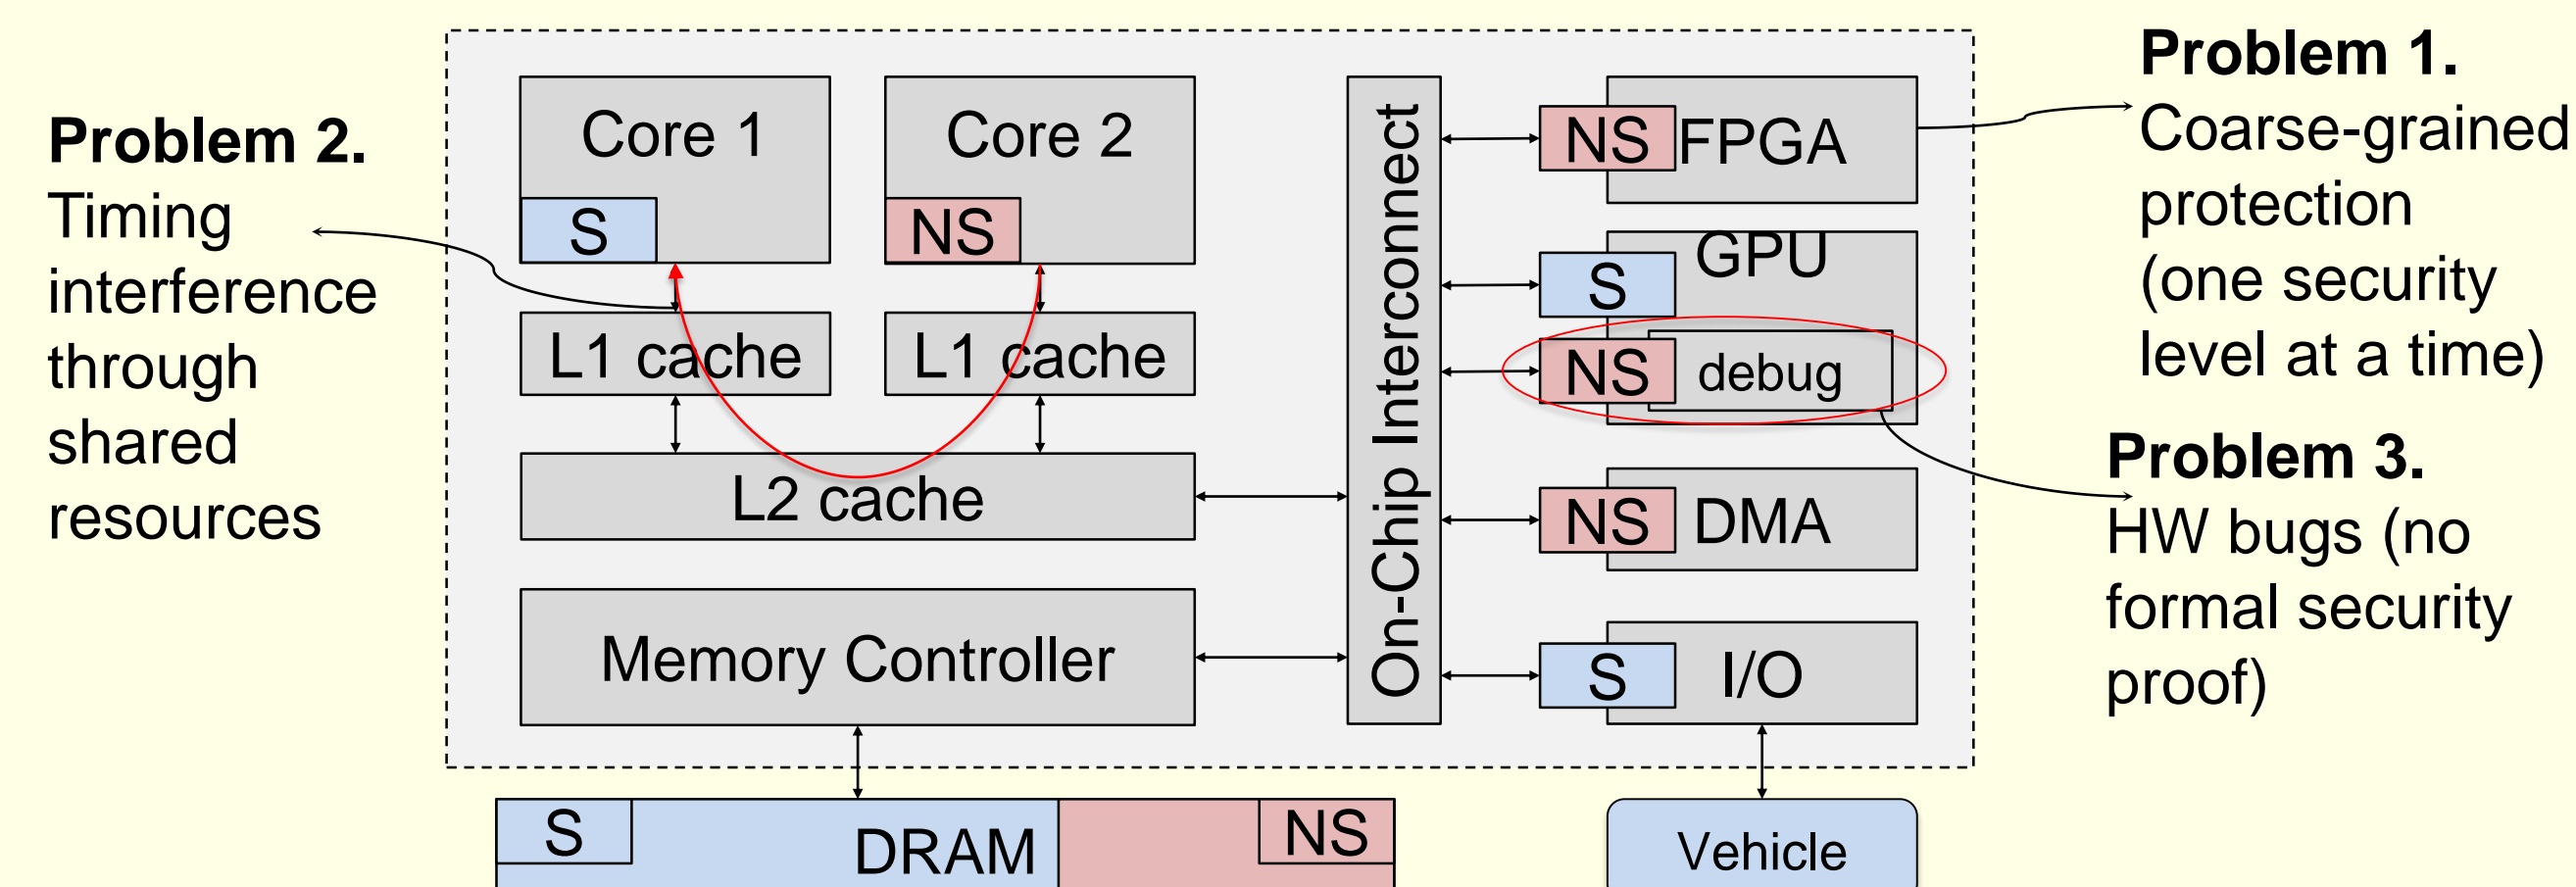 Problem 2.
Timing
interference
through
shared
resources
Core 1
S
Core 2
NS
L1 cache
L1 cache
L2 cache
Memory Controller
On-Chip Interconnect
NS
FPGA
GPU
S
NS
debug
NS
DMA
S
I/O
S
DRAM
NS
Vehicle
Problem 1.
Coarse-grained
protection
(one security
level at a time)
Problem 3.
HW bugs (no
formal security
proof)